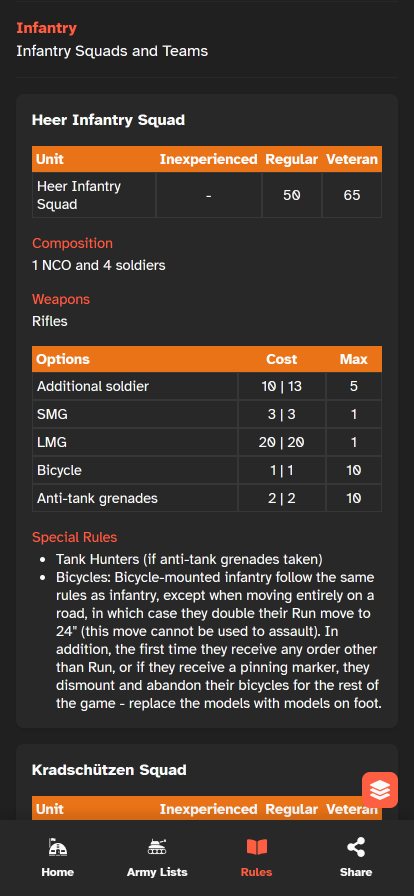 Infantry
Infantry Squads and Teams
Heer Infantry Squad
Unit Inexperienced Regular Veteran
Heer Infantry
Squad
- 50 65
Composition
1 NCO and 4 soldiers
Weapons
Rifles
Options Cost Max
Additional soldier 10 | 13 5
SMG 3 | 3 1
LMG 20 | 20 1
Bicycle 1 | 1 10
Anti-tank grenades 2 | 2 10
Special Rules
• Tank Hunters (if anti-tank grenades taken)
• Bicycles: Bicycle-mounted infantry follow the same
rules as infantry, except when moving entirely on a
road, in which case they double their Run move to
24" (this move cannot be used to assault). In
addition, the first time they receive any order other
than Run, or if they receive a pinning marker, they
dismount and abandon their bicycles for the rest of
the game - replace the models with models on foot.
Kradschützen Squad
Unit Inexperienced Regular Veteran
Home Army Lists Rules Share